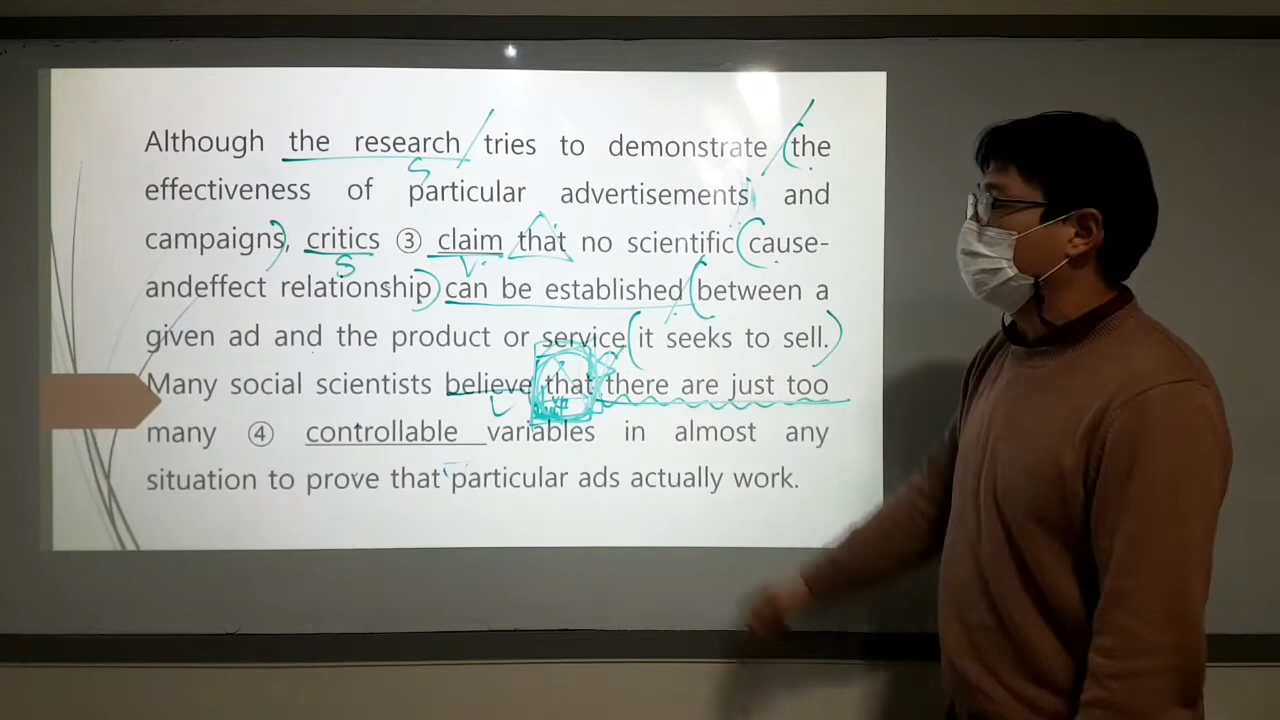 Although the research tries to demonstrate the
effectiveness of particular advertisements and
campaigns, critics ③ claim that no scientific cause-
andeffect relationship can be established between a
given ad and the product or service it seeks to sell.
Many social scientists believe that there are just too
many ④ controllable variables in almost any
situation to prove that particular ads actually work.
S
S
V
V